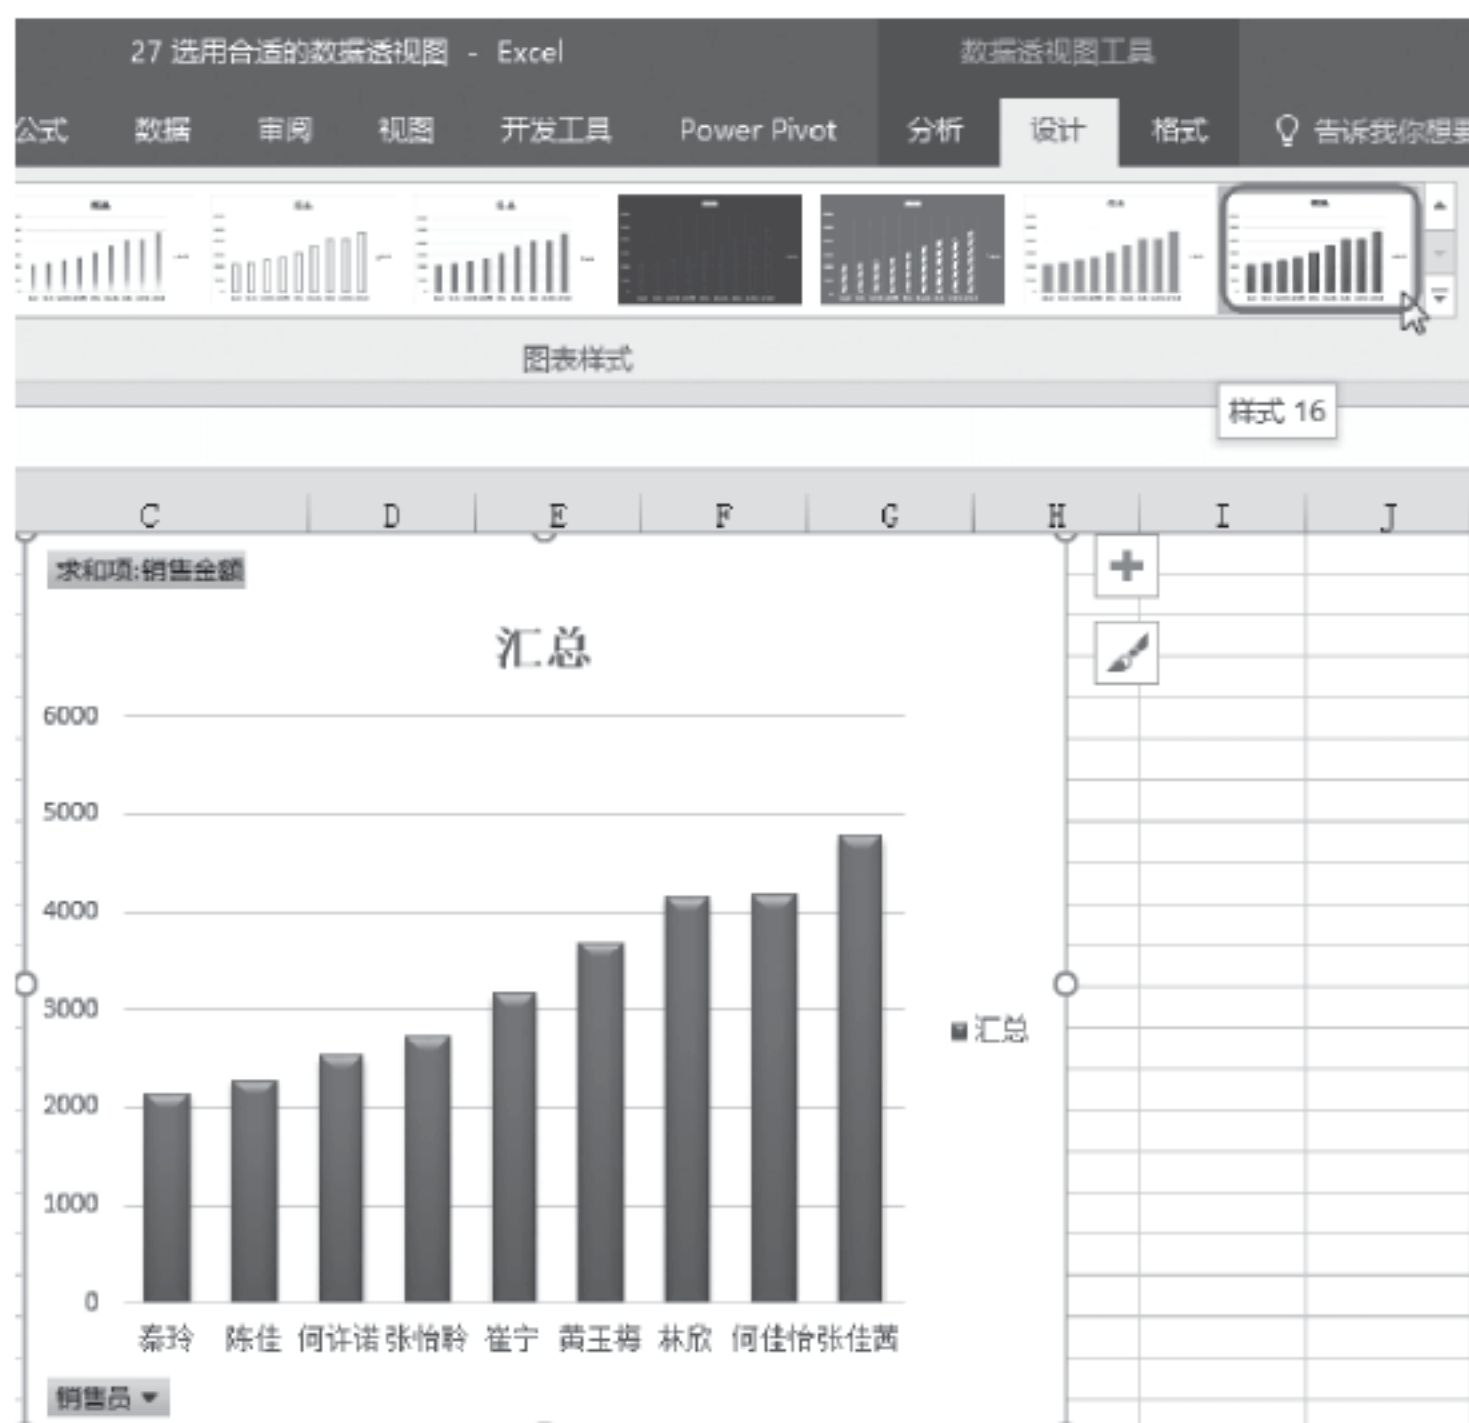 27 选用合适的数据透视图 - Excel
数据透视图工具
公式 数据 审阅 视图 开发工具 Power Pivot 分析 设计 格式 告诉我你想要
图表样式
样式 16
C D E F G H I J
求和项:销售金额
汇总
6000
5000
4000
3000
汇总
2000
1000
0
秦玲 陈佳 何许诺 张怡聆 崔宁 黄玉梅 林欣 何佳怡 张佳茜
销售员